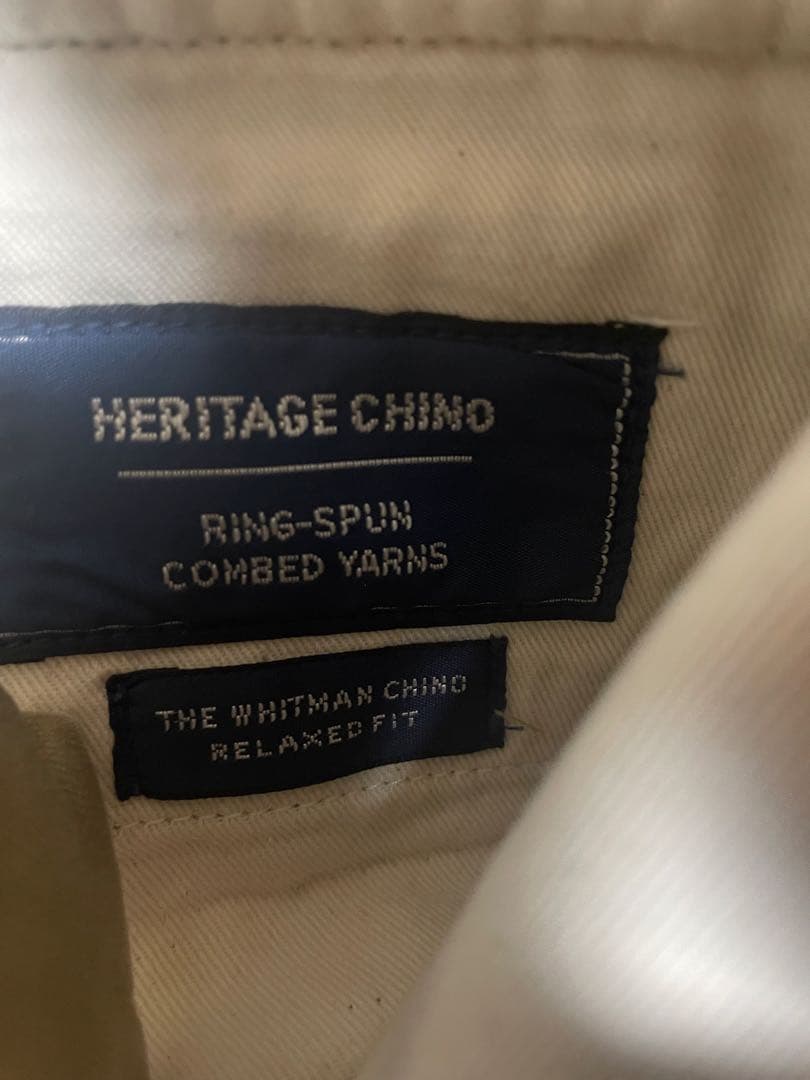 HERITAGE CHINO
RING-SPUN
COMBED YARNS
THE WHITMAN CHINO
RELAXED FIT